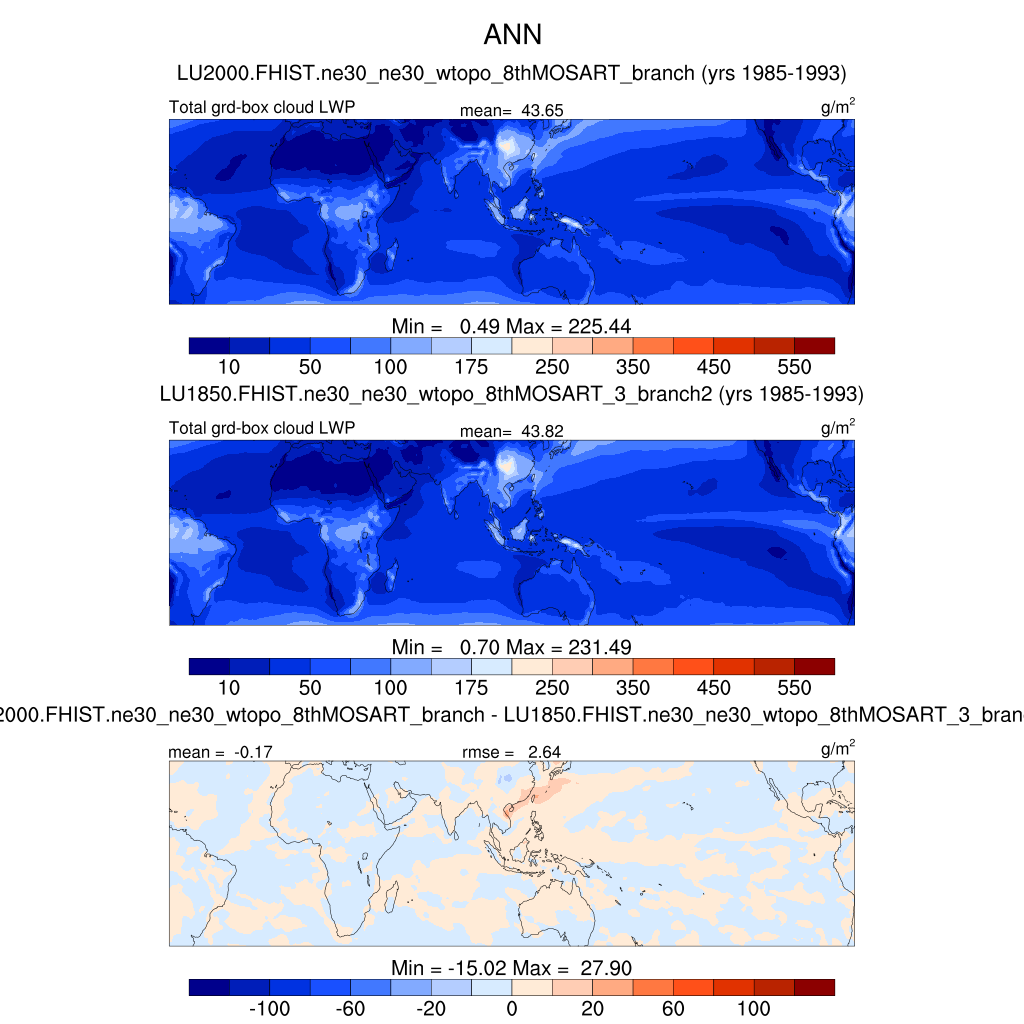 ANN
LU2000.FHIST.ne30_ne30_wtopo_8thMOSART_branch (yrs 1985-1993)
Total grd-box cloud LWP mean= 43.65 g/m2
Min = 0.49 Max = 225.44
10 50 100 175 250 350 450 550
LU1850.FHIST.ne30_ne30_wtopo_8thMOSART_3_branch2 (yrs 1985-1993)
Total grd-box cloud LWP mean= 43.82 g/m2
Min = 0.70 Max = 231.49
10 50 100 175 250 350 450 550
2000.FHIST.ne30_ne30_wtopo_8thMOSART_branch - LU1850.FHIST.ne30_ne30_wtopo_8thMOSART_3_bran
mean = -0.17 rmse = 2.64 g/m2
Min = -15.02 Max = 27.90
-100 -60 -20 0 20 60 100